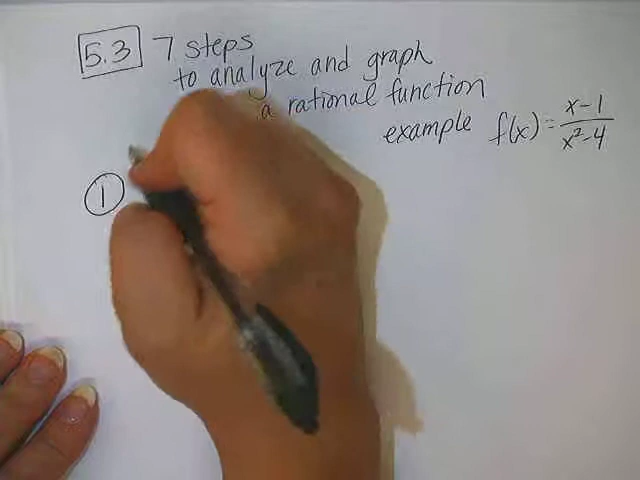 5.3 7 steps
to analyze and graph
a rational function
example f(x) = x-1 / x²-4
1